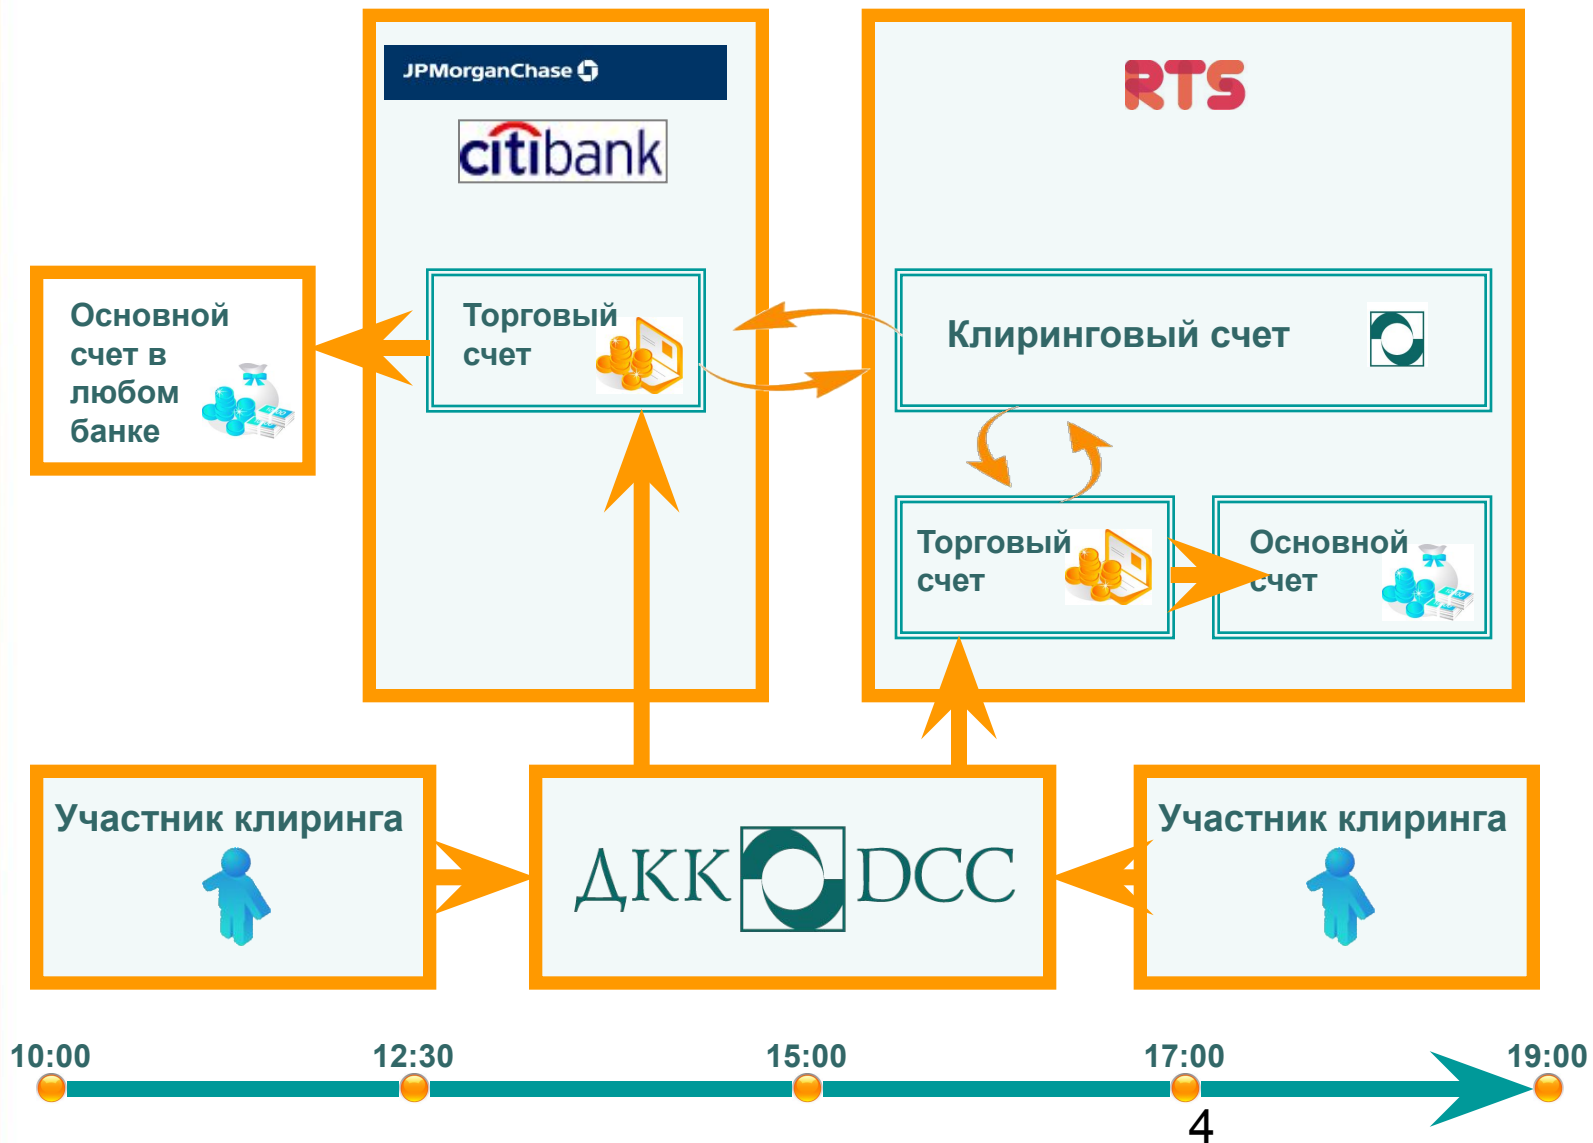 JPMorganChase
citibank
RTS
Основной
счет в
любом
банке
Торговый
счет
Клиринговый счет
Торговый
счет
Основной
счет
Участник клиринга
ДКК DCC
Участник клиринга
10:00
12:30
15:00
17:00
19:00
4